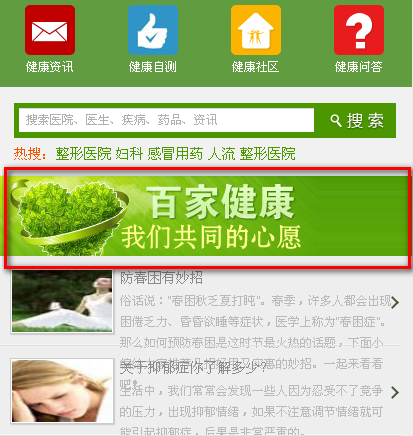 健康资讯 健康自测 健康社区 健康问答
搜索医院、医生、疾病、药品、资讯 搜 索
热搜: 整形医院 妇科 感冒用药 人流 整形医院
百家健康
我们共同的心愿
防春困有妙招
俗话说："春困秋乏夏打盹"。春季，许多人都会出现
困倦乏力、昏昏欲睡等症状，医学上称为"春困症"。
那么如何预防春困是这时节最火热的话题，下面小
妙招。一起来看看
吧！
关于抑郁症你了解多少？
生活中，我们常常会发现一些人因为忍受不了竞争
的压力，出现抑郁情绪，如果不注意调节情绪就可
能引起抑郁症，后果是非常严重的。